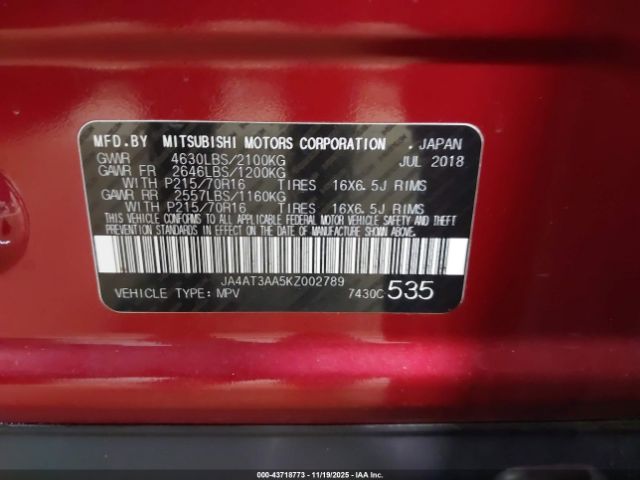 MFD.BY MITSUBISHI MOTORS CORPORATION . JAPAN
GVWR 4630LBS/2100KG JUL 2018
GAWR FR 2646LBS/1200KG
WITH P215/70R16 TIRES 16X6.5J RIMS
GAWR RR 2557LBS/1160KG
WITH P215/70R16 TIRES 16X6.5J RIMS
THIS VEHICLE CONFORMS TO ALL APPLICABLE FEDERAL MOTOR VEHICLE SAFETY AND THEFT
PREVENTION STANDARDS IN EFFECT ON THE DATE OF MANUFACTURE SHOWN ABOVE.
JA4AT3AA5KZ002789
VEHICLE TYPE:MPV 7430C 535
000-43718773 - 11/19/2025 - IAA Inc.